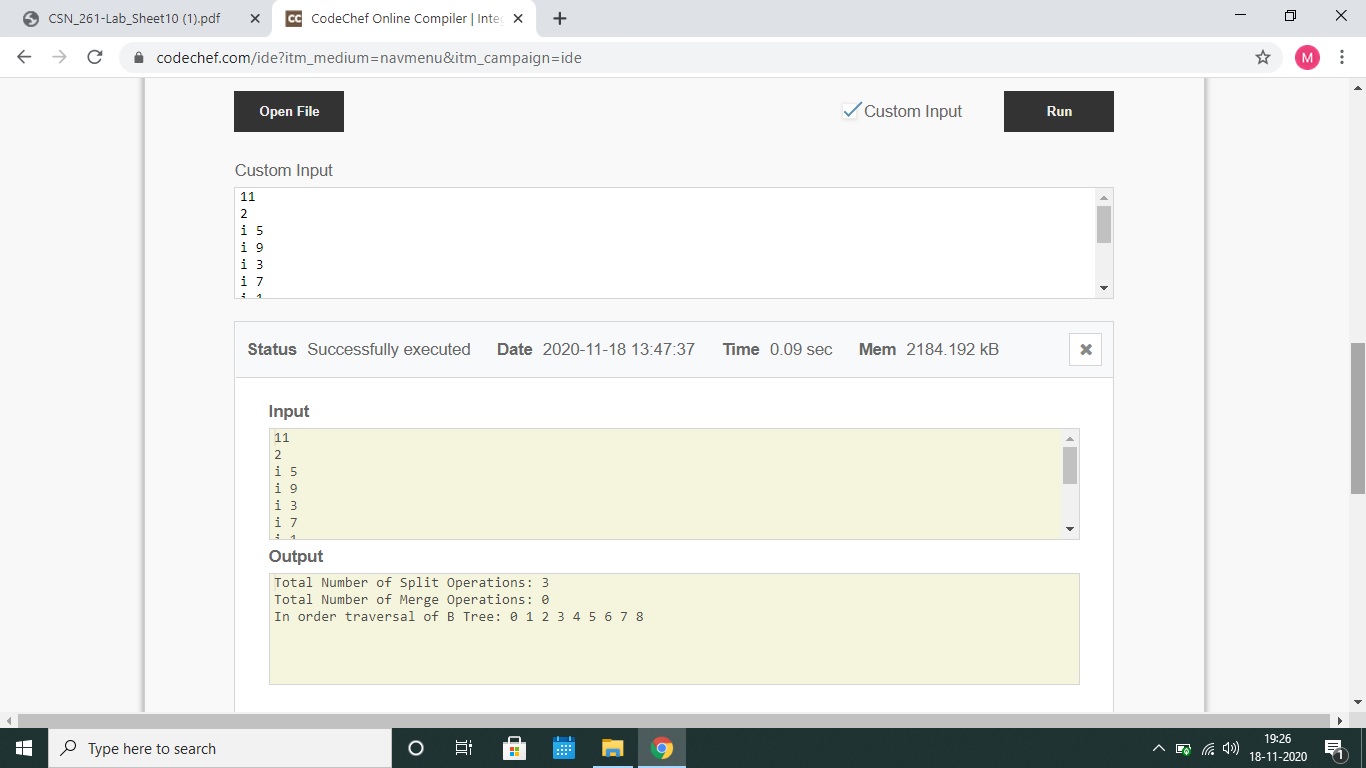 CSN_261-Lab_Sheet10 (1).pdf
CodeChef Online Compiler | Inte
codechef.com/ide?itm_medium=navmenu&itm_campaign=ide
M
Open File
Custom Input
Run
Custom Input
11
2
i 5
i 9
i 3
i 7
Status Successfully executed Date 2020-11-18 13:47:37 Time 0.09 sec Mem 2184.192 kB
Input
11
2
i 5
i 9
i 3
i 7
Output
Total Number of Split Operations: 3
Total Number of Merge Operations: 0
In order traversal of B Tree: 0 1 2 3 4 5 6 7 8
Type here to search
19:26
18-11-2020
1